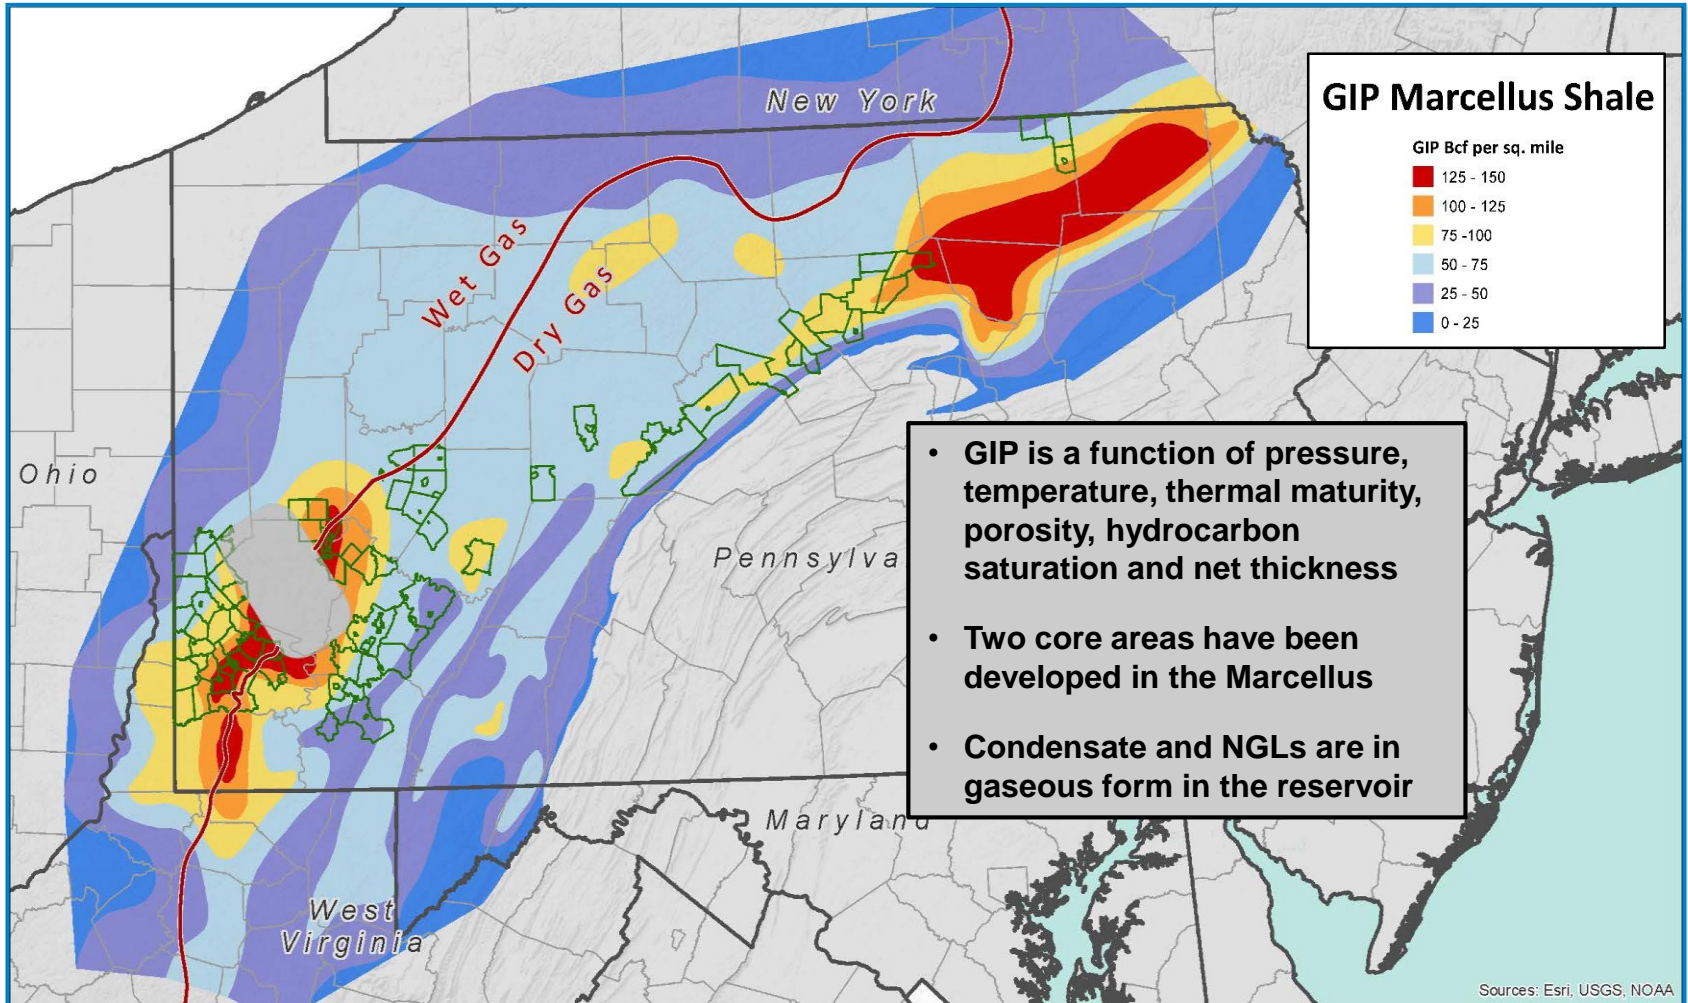 New York
GIP Marcellus Shale
GIP Bcf per sq. mile
125 - 150
100 - 125
75 -100
50 - 75
25 - 50
0 - 25
Wet Gas
Dry Gas
Ohio
Pennsylva
• GIP is a function of pressure,
temperature, thermal maturity,
porosity, hydrocarbon
saturation and net thickness
• Two core areas have been
developed in the Marcellus
• Condensate and NGLs are in
gaseous form in the reservoir
Maryland
West
Virginia
Sources: Esri, USGS, NOAA